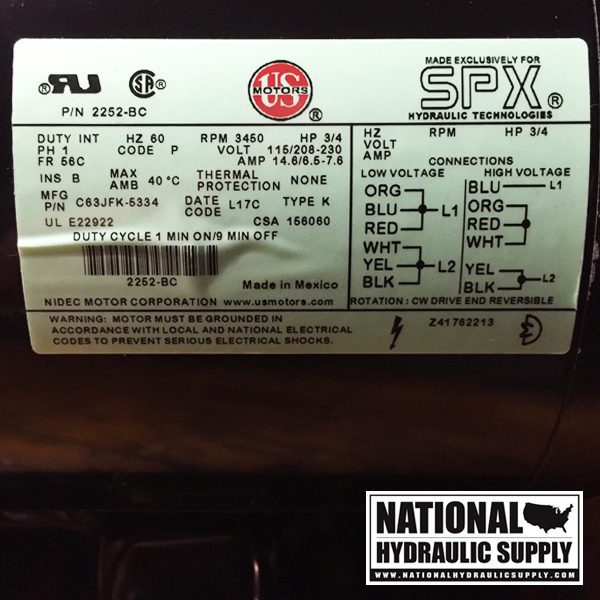 UR ® SA ®
P/N 2252-BC
US
MOTORS
®
MADE EXCLUSIVELY FOR
SPX®
HYDRAULIC TECHNOLOGIES
DUTY INT HZ 60 RPM 3450 HP 3/4
PH 1 CODE P VOLT 115/208-230
FR 56C AMP 14.6/6.5-7.6
INS B MAX AMB 40°C THERMAL PROTECTION NONE
MFG P/N C63JFK-5334 DATE CODE L17C TYPE K
UL E22922 CSA 156060
DUTY CYCLE 1 MIN ON/9 MIN OFF
2252-BC
Made in Mexico
NIDEC MOTOR CORPORATION www.usmotors.com
HZ RPM HP 3/4
VOLT
AMP
CONNECTIONS
LOW VOLTAGE HIGH VOLTAGE
ORG
BLU L1
RED
WHT
YEL L2
BLK
BLU L1
ORG
RED
WHT
YEL
BLK L2
ROTATION: CW DRIVE END REVERSIBLE
WARNING: MOTOR MUST BE GROUNDED IN
ACCORDANCE WITH LOCAL AND NATIONAL ELECTRICAL
CODES TO PREVENT SERIOUS ELECTRICAL SHOCKS.
Z41762213
NATIONAL
HYDRAULIC SUPPLY
WWW.NATIONALHYDRAULICSUPPLY.COM